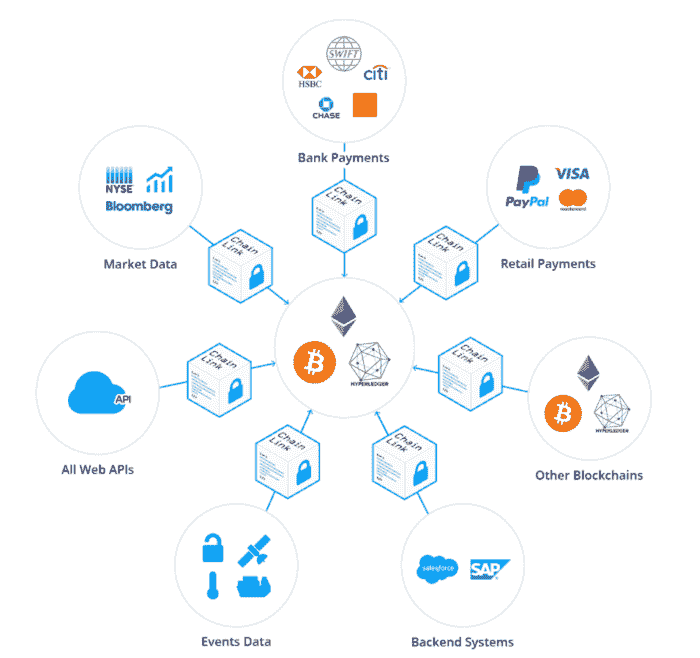 SWIFT
HSBC
citi
CHASE
Bank Payments
NYSE
Bloomberg
Market Data
PayPal
VISA
mastercard
Retail Payments
Chain
Link
Chain
Link
Chain
Link
HYPERLEDGER
API
All Web APIs
Chain
Link
Chain
Link
HYPERLEDGER
Other Blockchains
Chain
Link
Chain
Link
Events Data
salesforce
SAP
Backend Systems